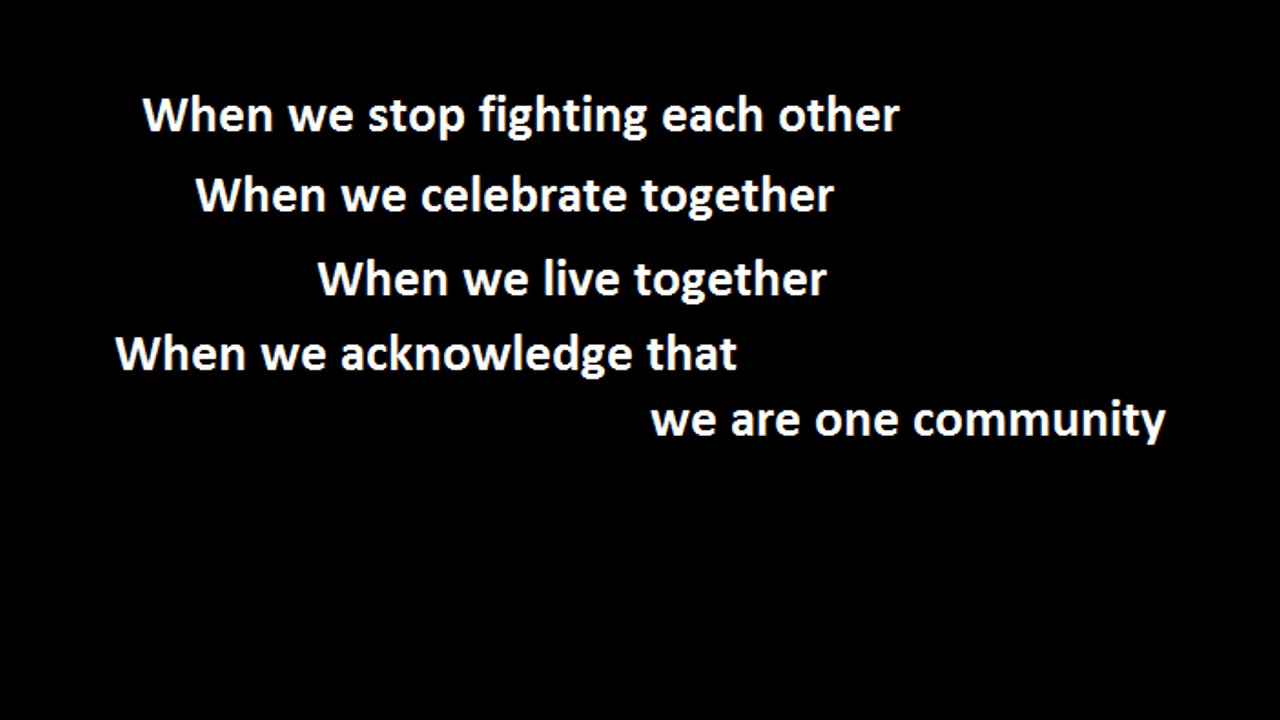 When we stop fighting each other
When we celebrate together
When we live together
When we acknowledge that
we are one community